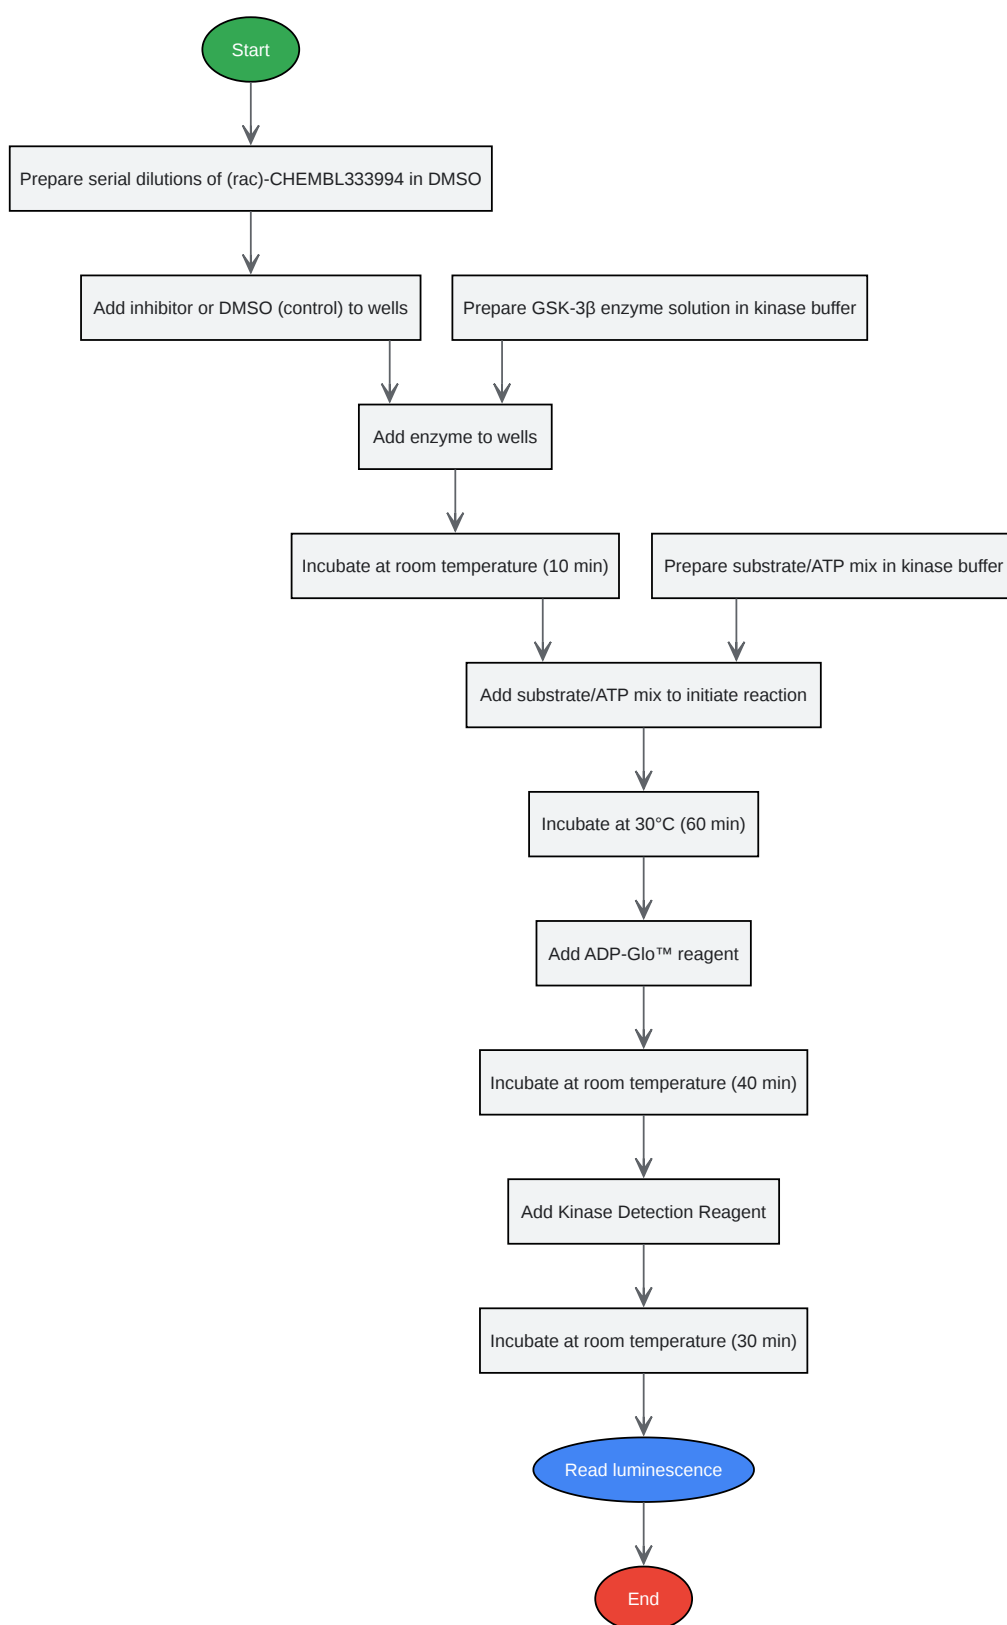 Start
Prepare serial dilutions of (rac)-CHEMBL333994 in DMSO
Add inhibitor or DMSO (control) to wells
Prepare GSK-3β enzyme solution in kinase buffer
Add enzyme to wells
Incubate at room temperature (10 min)
Prepare substrate/ATP mix in kinase buffer
Add substrate/ATP mix to initiate reaction
Incubate at 30°C (60 min)
Add ADP-Glo™ reagent
Incubate at room temperature (40 min)
Add Kinase Detection Reagent
Incubate at room temperature (30 min)
Read luminescence
End